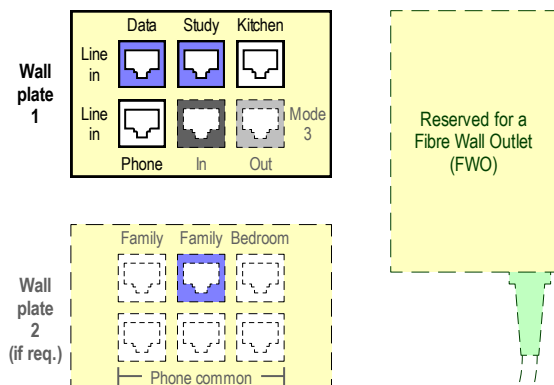 Data Study Kitchen
Line
in
Wall
plate
1
Line
in
Mode
3
Phone In Out
Reserved for a
Fibre Wall Outlet
(FWO)
Family Family Bedroom
Wall
plate
2
(if req.)
Phone common